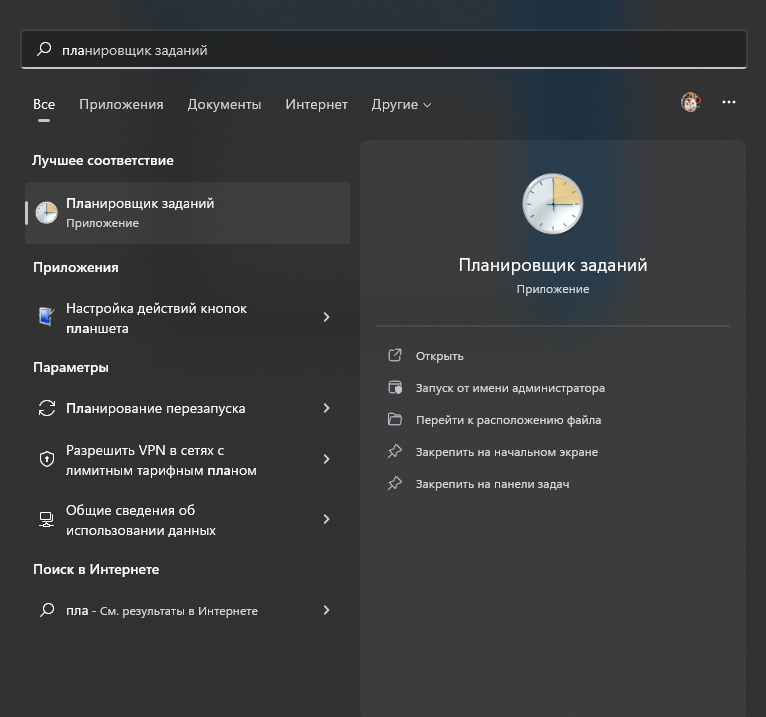 планировщик заданий
Все
Приложения
Документы
Интернет
Другие
Лучшее соответствие
Планировщик заданий
Приложение
Приложения
Настройка действий кнопок
планшета
Параметры
Планирование перезапуска
Разрешить VPN в сетях с
лимитным тарифным планом
Общие сведения об
использовании данных
Поиск в Интернете
пла - См. результаты в Интернете
Планировщик заданий
Приложение
Открыть
Запуск от имени администратора
Перейти к расположению файла
Закрепить на начальном экране
Закрепить на панели задач